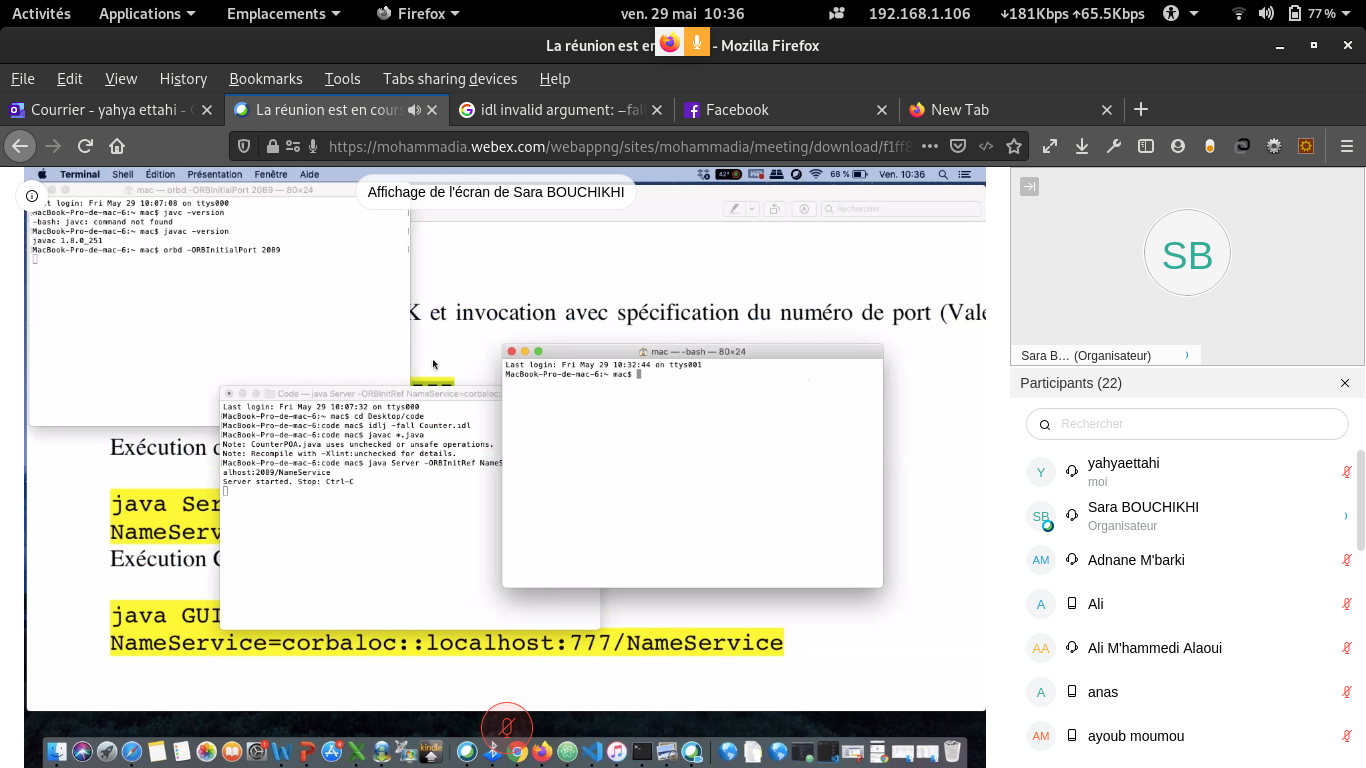 Activités Applications Emplacements Firefox ven. 29 mai 10:36 192.168.1.106 ↓181Kbps ↑65.5Kbps 77 %
La réunion est en - Mozilla Firefox
File Edit View History Bookmarks Tools Tabs sharing devices Help
Courrier - yahya ettahi - La réunion est en cours idl invalid argument: –fal Facebook New Tab
https://mohammadia.webex.com/webappng/sites/mohammadia/meeting/download/f1ff8
Terminal Shell Édition Présentation Fenêtre Aide 42° 68 % Ven. 10:36
mac — orbd -ORBInitialPort 2089 — 80×24
Affichage de l'écran de Sara BOUCHIKHI
Last login: Fri May 29 10:07:08 on ttys000
MacBook-Pro-de-mac-6:~ mac$ javc -version
-bash: javc: command not found
MacBook-Pro-de-mac-6:~ mac$ javac -version
javac 1.8.0_251
MacBook-Pro-de-mac-6:~ mac$ orbd -ORBInitialPort 2089
Rechercher
K et invocation avec spécification du numéro de port (Vale
mac — -bash — 80×24
Last login: Fri May 29 10:32:44 on ttys001
MacBook-Pro-de-mac-6:~ mac$
Code — java Server -ORBInitRef NameService=corbaloc:
Last login: Fri May 29 10:07:32 on ttys000
MacBook-Pro-de-mac-6:~ mac$ cd Desktop/code
MacBook-Pro-de-mac-6:code mac$ idlj -fall Counter.idl
MacBook-Pro-de-mac-6:code mac$ javac *.java
Note: CounterPOA.java uses unchecked or unsafe operations.
Note: Recompile with -Xlint:unchecked for details.
MacBook-Pro-de-mac-6:code mac$ java Server -ORBInitRef NameS
alhost:2089/NameService
Server started. Stop: Ctrl-C
Exécution d
java Ser
NameServ
Exécution
java GUI
NameService=corbaloc::localhost:777/NameService
kindle
SB
Sara B... (Organisateur)
Participants (22)
Rechercher
Y yahyaettahi
moi
SB Sara BOUCHIKHI
Organisateur
AM Adnane M'barki
A Ali
AA Ali M'hammedi Alaoui
A anas
AM ayoub moumou